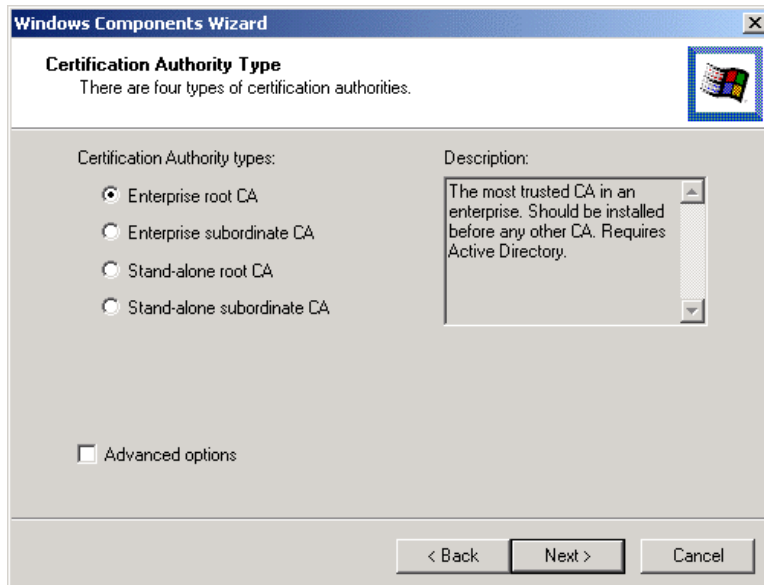 Windows Components Wizard
Certification Authority Type
There are four types of certification authorities.
Certification Authority types:
Enterprise root CA
Enterprise subordinate CA
Stand-alone root CA
Stand-alone subordinate CA
Description:
The most trusted CA in an
enterprise. Should be installed
before any other CA. Requires
Active Directory.
Advanced options
< Back
Next >
Cancel